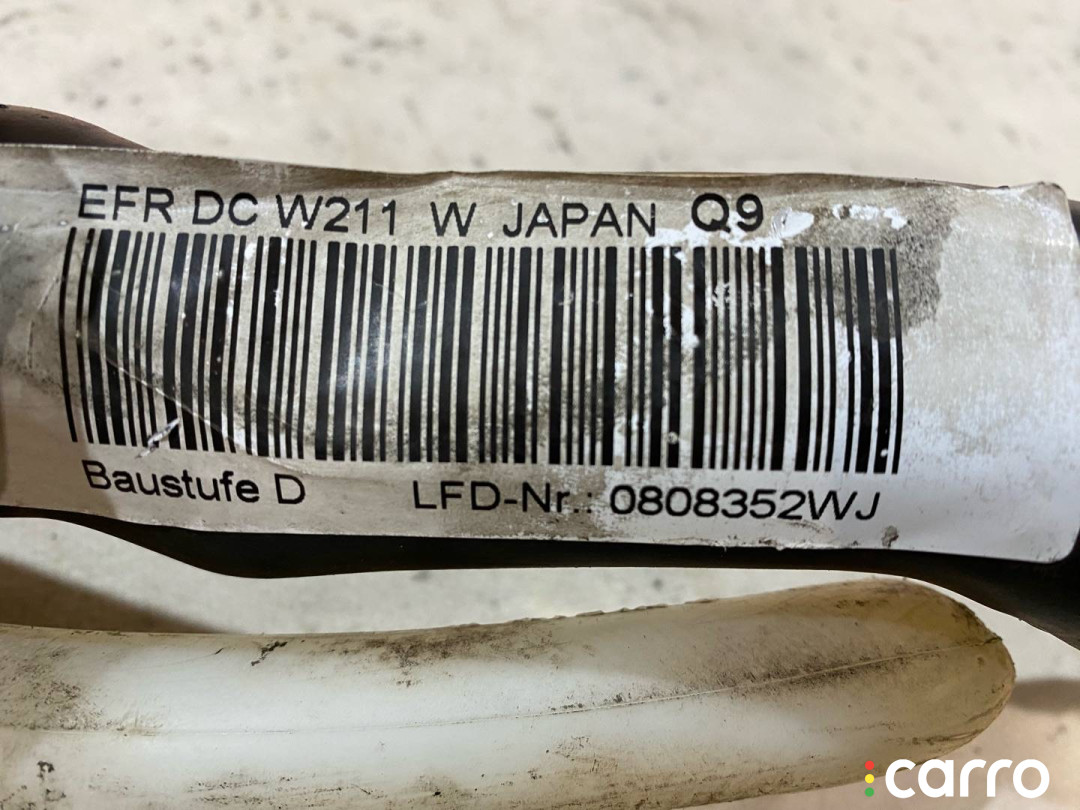 EFR DC W211 W JAPAN Q9
Baustufe D LFD-Nr.: 0808352WJ
carro